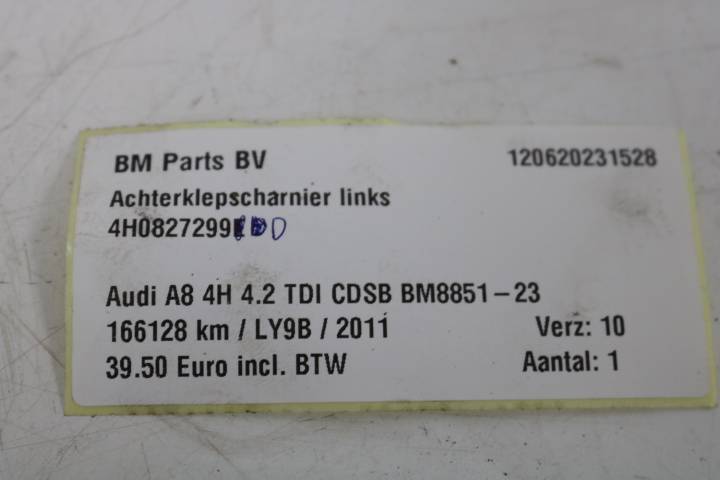 BM Parts BV 120620231528
Achterklepscharnier links
4H0827299 D
Audi A8 4H 4.2 TDI CDSB BM8851-23
166128 km / LY9B / 2011 Verz: 10
39.50 Euro incl. BTW Aantal: 1